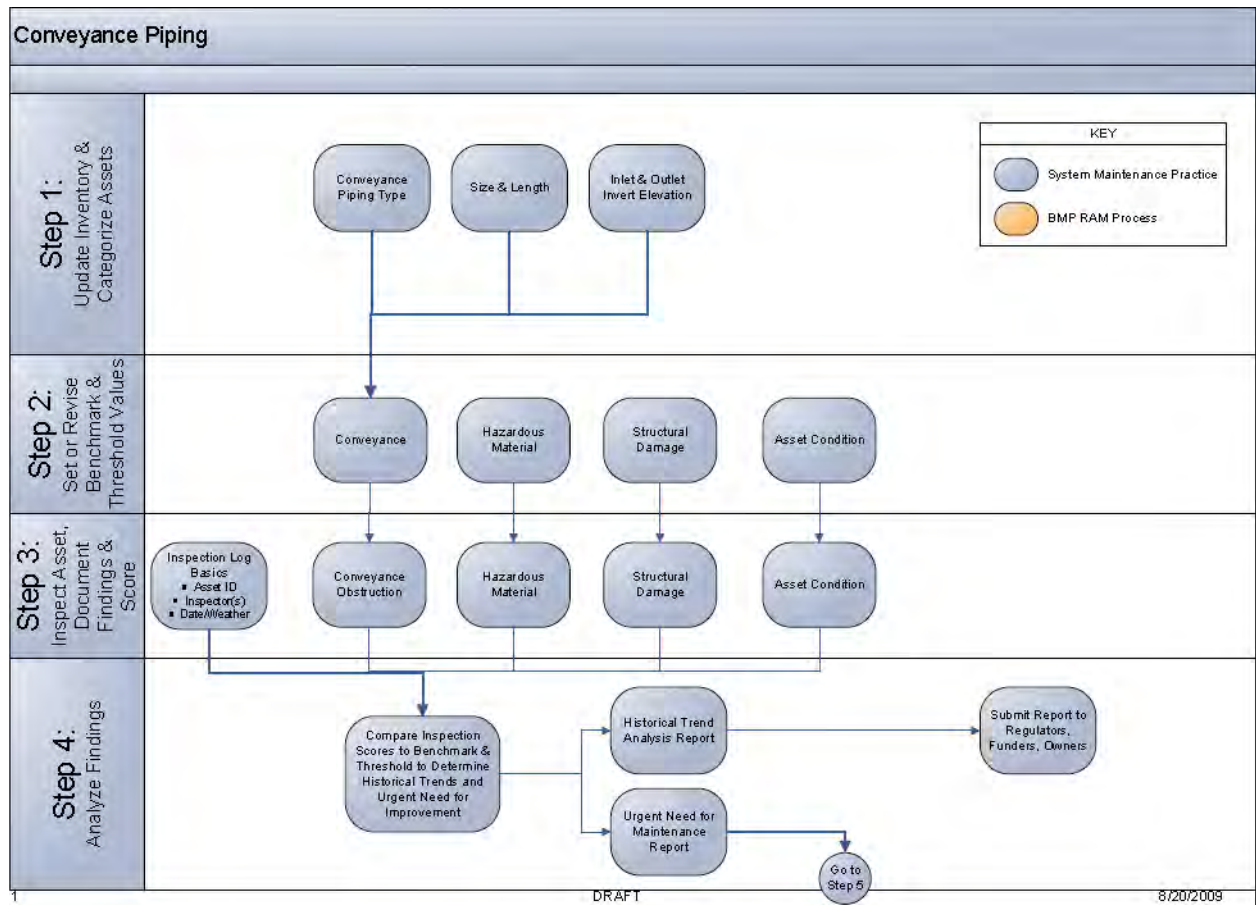 Conveyance Piping
Step 1:
Update Inventory &
Categorize Assets
Conveyance
Piping Type
Size & Length
Inlet & Outlet
Invert Elevation
KEY
System Maintenance Practice
BMP RAM Process
Step 2:
Set or Revise
Benchmark &
Threshold Values
Conveyance
Hazardous
Material
Structural
Damage
Asset Condition
Step 3:
Inspect Asset,
Document
Findings &
Score
Inspection Log
Basics
▪ Asset ID
▪ Inspector(s)
▪ Date/Weather
Conveyance
Obstruction
Hazardous
Material
Structural
Damage
Asset Condition
Step 4:
Analyze Findings
Compare Inspection
Scores to Benchmark &
Threshold to Determine
Historical Trends and
Urgent Need for
Improvement
Historical Trend
Analysis Report
Submit Report to
Regulators,
Funders, Owners
Urgent Need for
Maintenance
Report
Go to
Step 5
1
DRAFT
8/20/2009